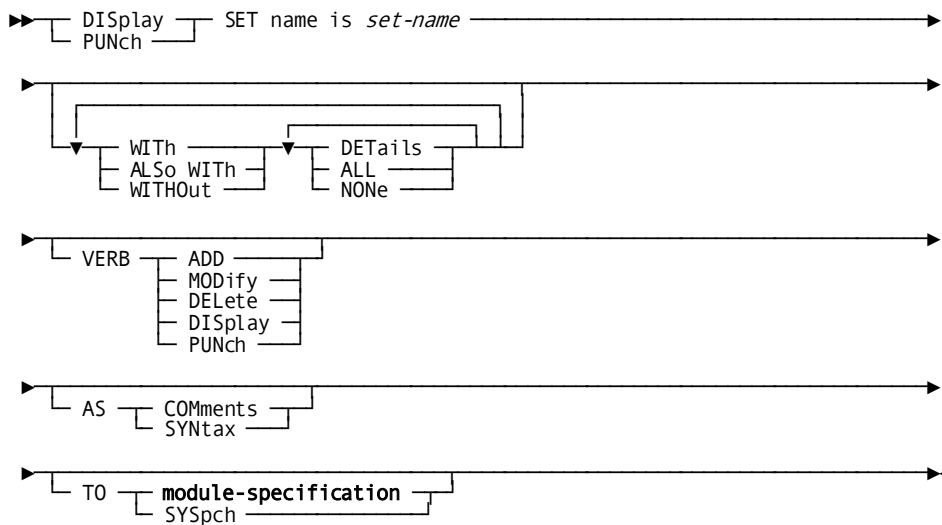 DISplay SET name is set-name
PUNch
WITh DETails
ALSo WITh ALL
WITHOut NONe
VERB ADD
MODify
DELete
DISplay
PUNch
AS COMments
SYNtax
TO module-specification
SYSpch